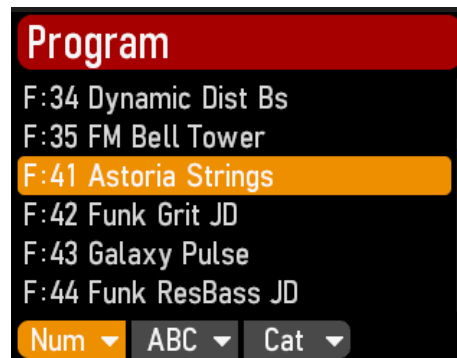 Program
F:34 Dynamic Dist Bs
F:35 FM Bell Tower
F:41 Astoria Strings
F:42 Funk Grit JD
F:43 Galaxy Pulse
F:44 Funk ResBass JD
Num ABC Cat